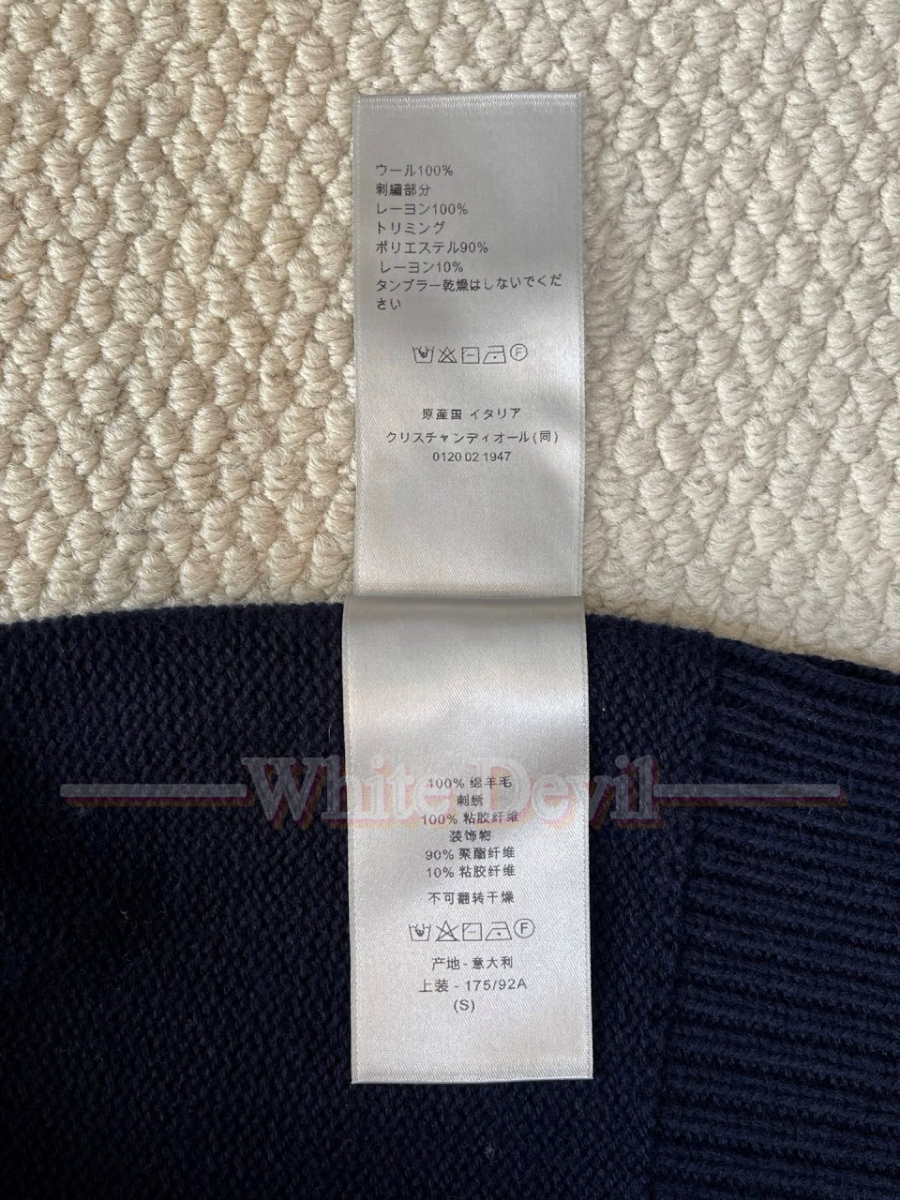 ウール100%
刺繍部分
レーヨン100%
トリミング
ポリエステル90%
レーヨン10%
タンブラー乾燥はしないでくだ
さい
F
原産国 イタリア
クリスチャンディオール(同)
0120 02 1947
White Devil
100% 绵羊毛
刺绣
100% 粘胶纤维
装饰物
90% 聚酯纤维
10% 粘胶纤维
不可翻转干燥
F
产地 - 意大利
上装 - 175/92A
(S)